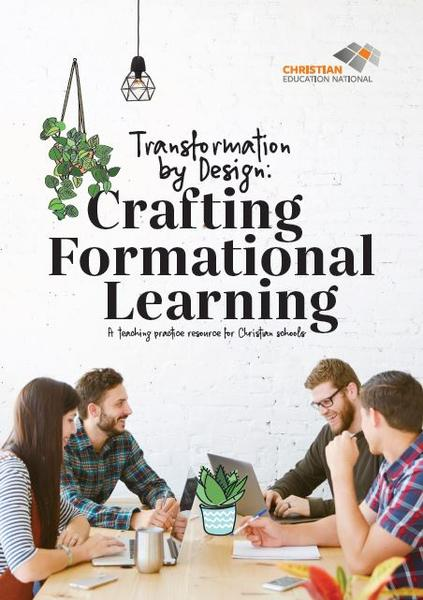 CHRISTIAN
EDUCATION NATIONAL
Transformation
by Design:
Crafting
Formational
Learning
A teaching practice resource for Christian schools